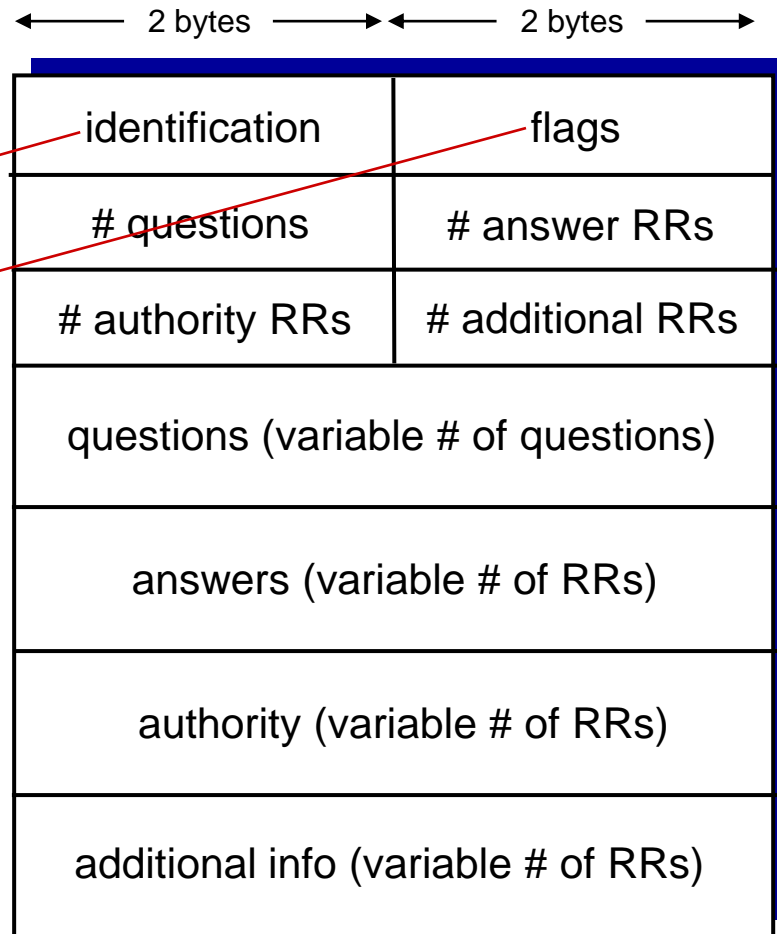 2 bytes 2 bytes
identification flags
# questions # answer RRs
# authority RRs # additional RRs
questions (variable # of questions)
answers (variable # of RRs)
authority (variable # of RRs)
additional info (variable # of RRs)